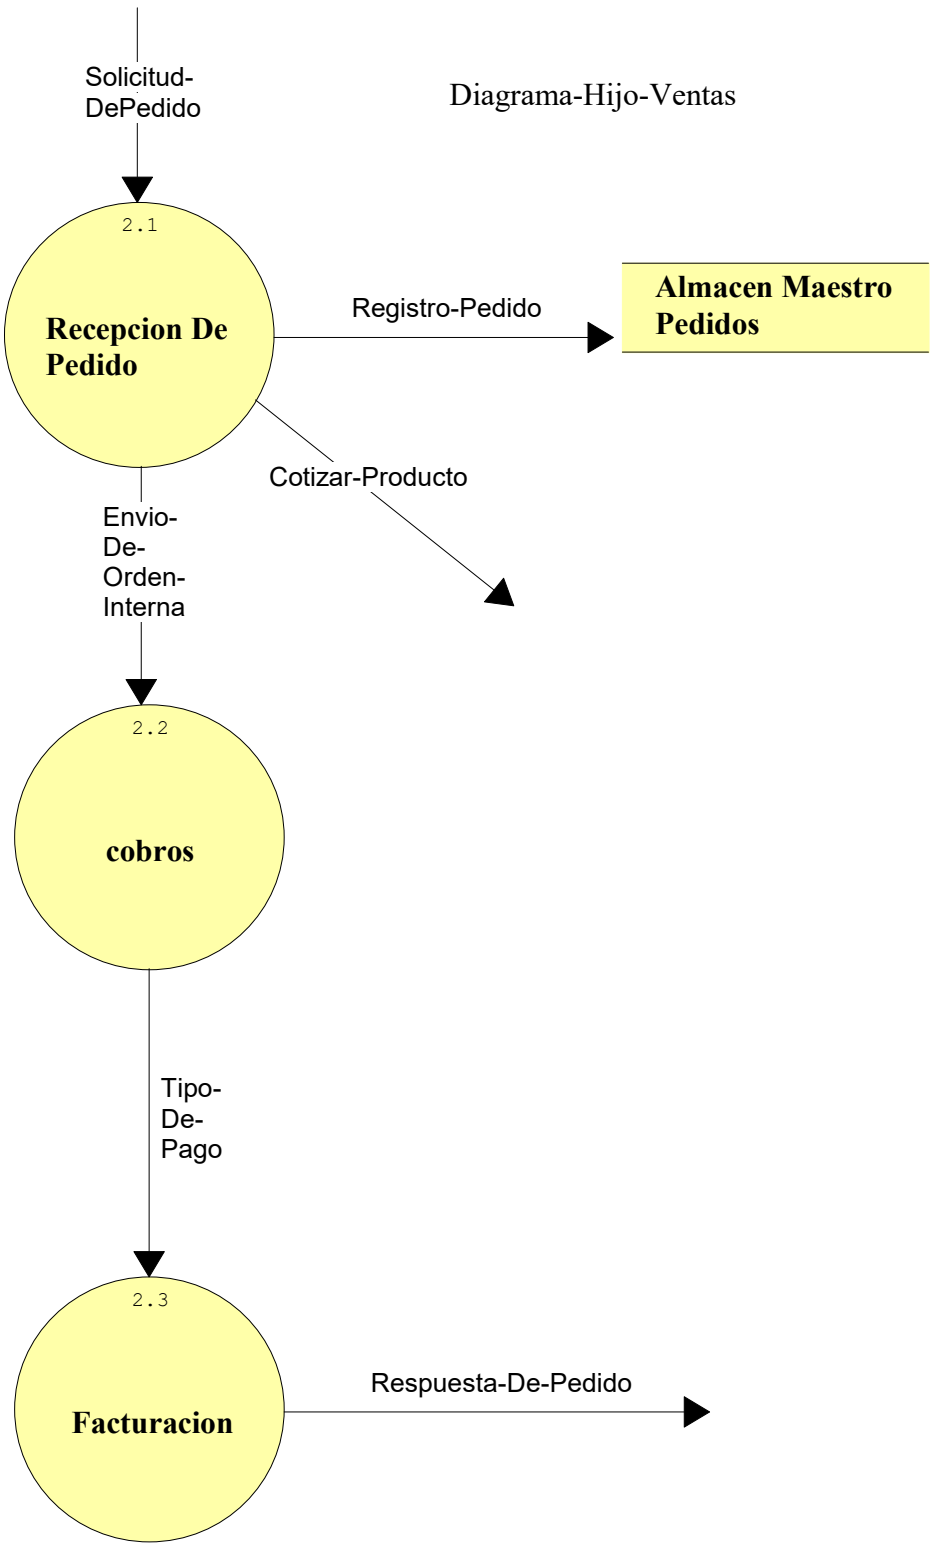 Solicitud-
DePedido
Diagrama-Hijo-Ventas
2.1
Recepcion De
Pedido
Registro-Pedido
Almacen Maestro
Pedidos
Cotizar-Producto
Envio-
De-
Orden-
Interna
2.2
cobros
Tipo-
De-
Pago
2.3
Facturacion
Respuesta-De-Pedido